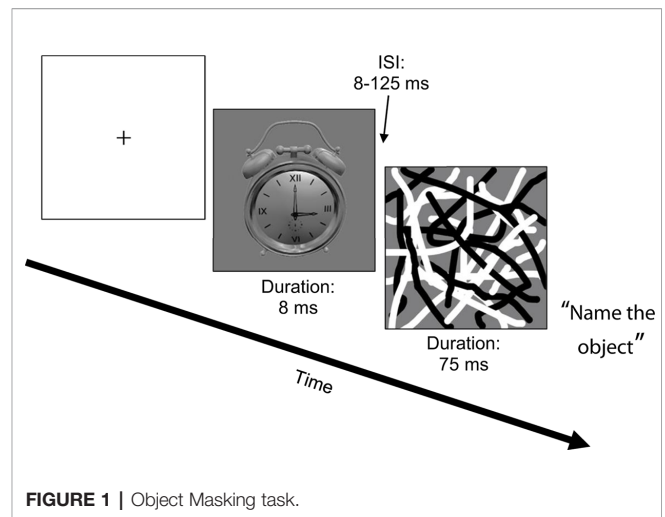 ISI:
8-125 ms
XII
IX
III
VI
Duration:
8 ms
Duration:
75 ms
“Name the
object”
Time
FIGURE 1 | Object Masking task.